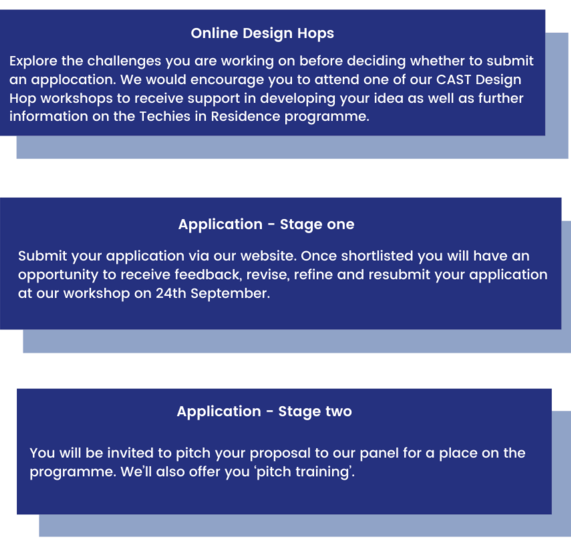 Online Design Hops
Explore the challenges you are working on before deciding whether to submit
an applocation. We would encourage you to attend one of our CAST Design
Hop workshops to receive support in developing your idea as well as further
information on the Techies in Residence programme.
Application - Stage one
Submit your application via our website. Once shortlisted you will have an
opportunity to receive feedback, revise, refine and resubmit your application
at our workshop on 24th September.
Application - Stage two
You will be invited to pitch your proposal to our panel for a place on the
programme. We'll also offer you 'pitch training'.